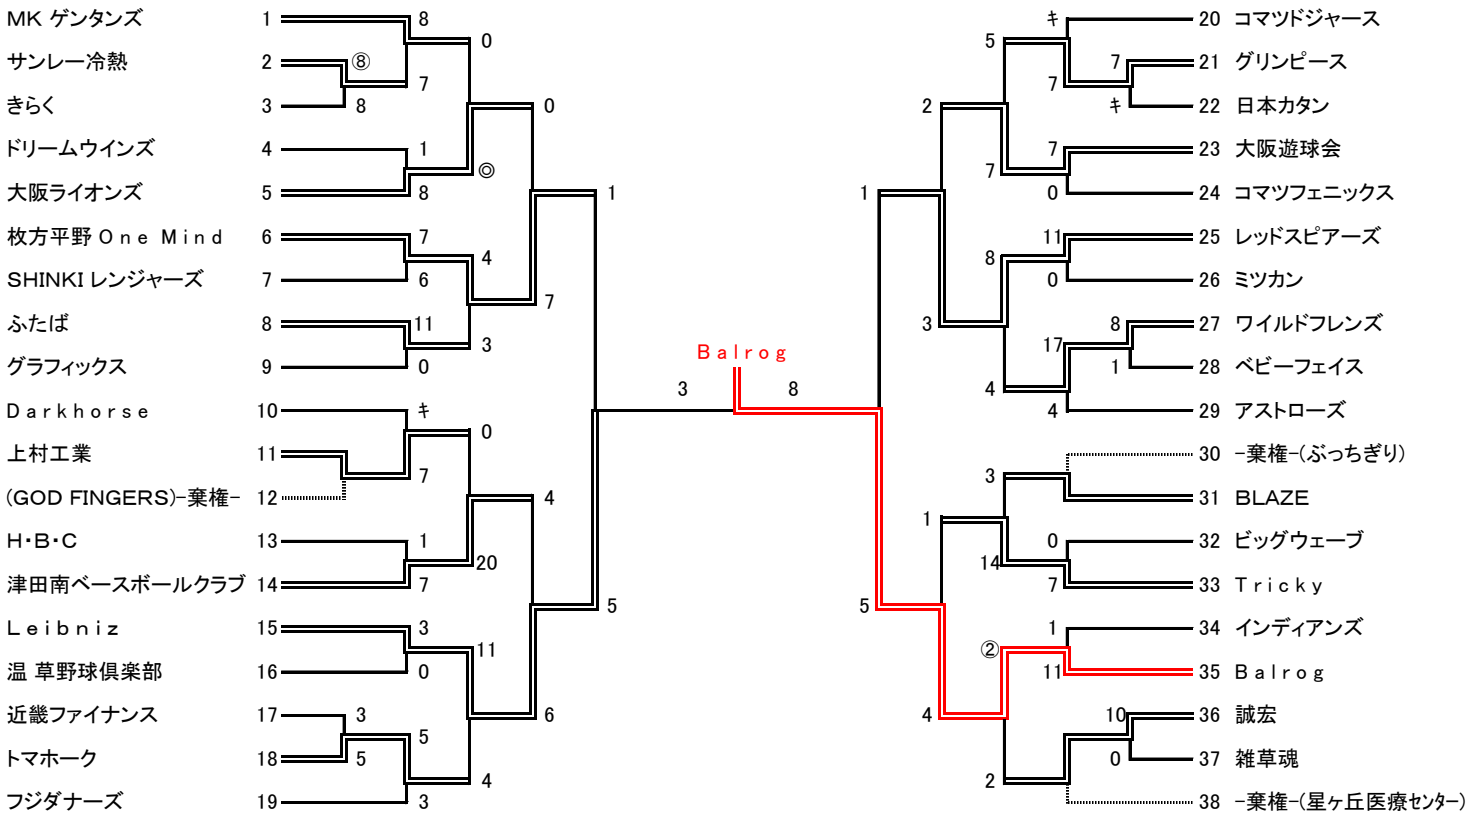 MK ゲンタンズ 1 8
0
サンレー冷熱 2 ⑧
7
きらく 3 8
0
ドリームウインズ 4 1
◎
大阪ライオンズ 5 8
1
枚方平野 One Mind 6 7
4
SHINKI レンジャーズ 7 6
7
ふたば 8 11
3
グラフィックス 9 0
Darkhorse 10 キ
0
上村工業 11
7
(GOD FINGERS)-棄権- 12
4
H・B・C 13 1
20
津田南ベースボールクラブ 14 7
5
Leibniz 15 3
11
温 草野球倶楽部 16 0
近畿ファイナンス 17 3
6
5
トマホーク 18 5
4
フジダナーズ 19 3
Balrog
3 8
キ 20 コマツドジャース
5
7 21 グリンピース
7
キ 22 日本カタン
2
7 23 大阪遊球会
7
0 24 コマツフェニックス
1
11 25 レッドスピアーズ
8
0 26 ミツカン
3
8 27 ワイルドフレンズ
17
1 28 ベビーフェイス
4
4 29 アストローズ
30 -棄権-(ぶっちぎり)
3
31 BLAZE
1
0 32 ビッグウェーブ
14
7 33 Tricky
5
1 34 インディアンズ
②
11 35 Balrog
4
10 36 誠宏
0 37 雑草魂
2
38 -棄権-(星ヶ丘医療センター)